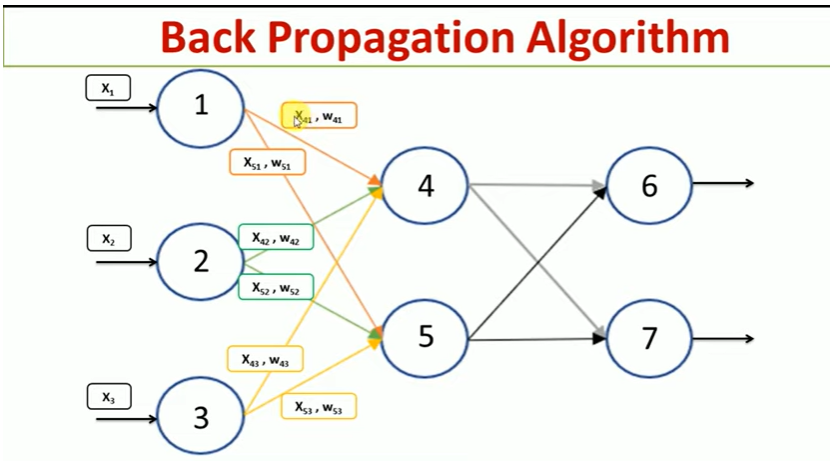 Back Propagation Algorithm
X₁
1
X₄₁ , w₄₁
X₅₁ , w₅₁
4
6
X₂
2
X₄₂ , w₄₂
X₅₂ , w₅₂
5
7
X₄₃ , w₄₃
X₃
3
X₅₃ , w₅₃